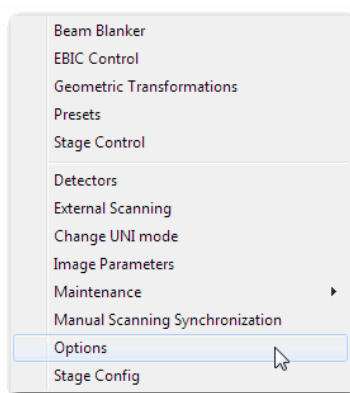 Beam Blanker
EBIC Control
Geometric Transformations
Presets
Stage Control
Detectors
External Scanning
Change UNI mode
Image Parameters
Maintenance
Manual Scanning Synchronization
Options
Stage Config